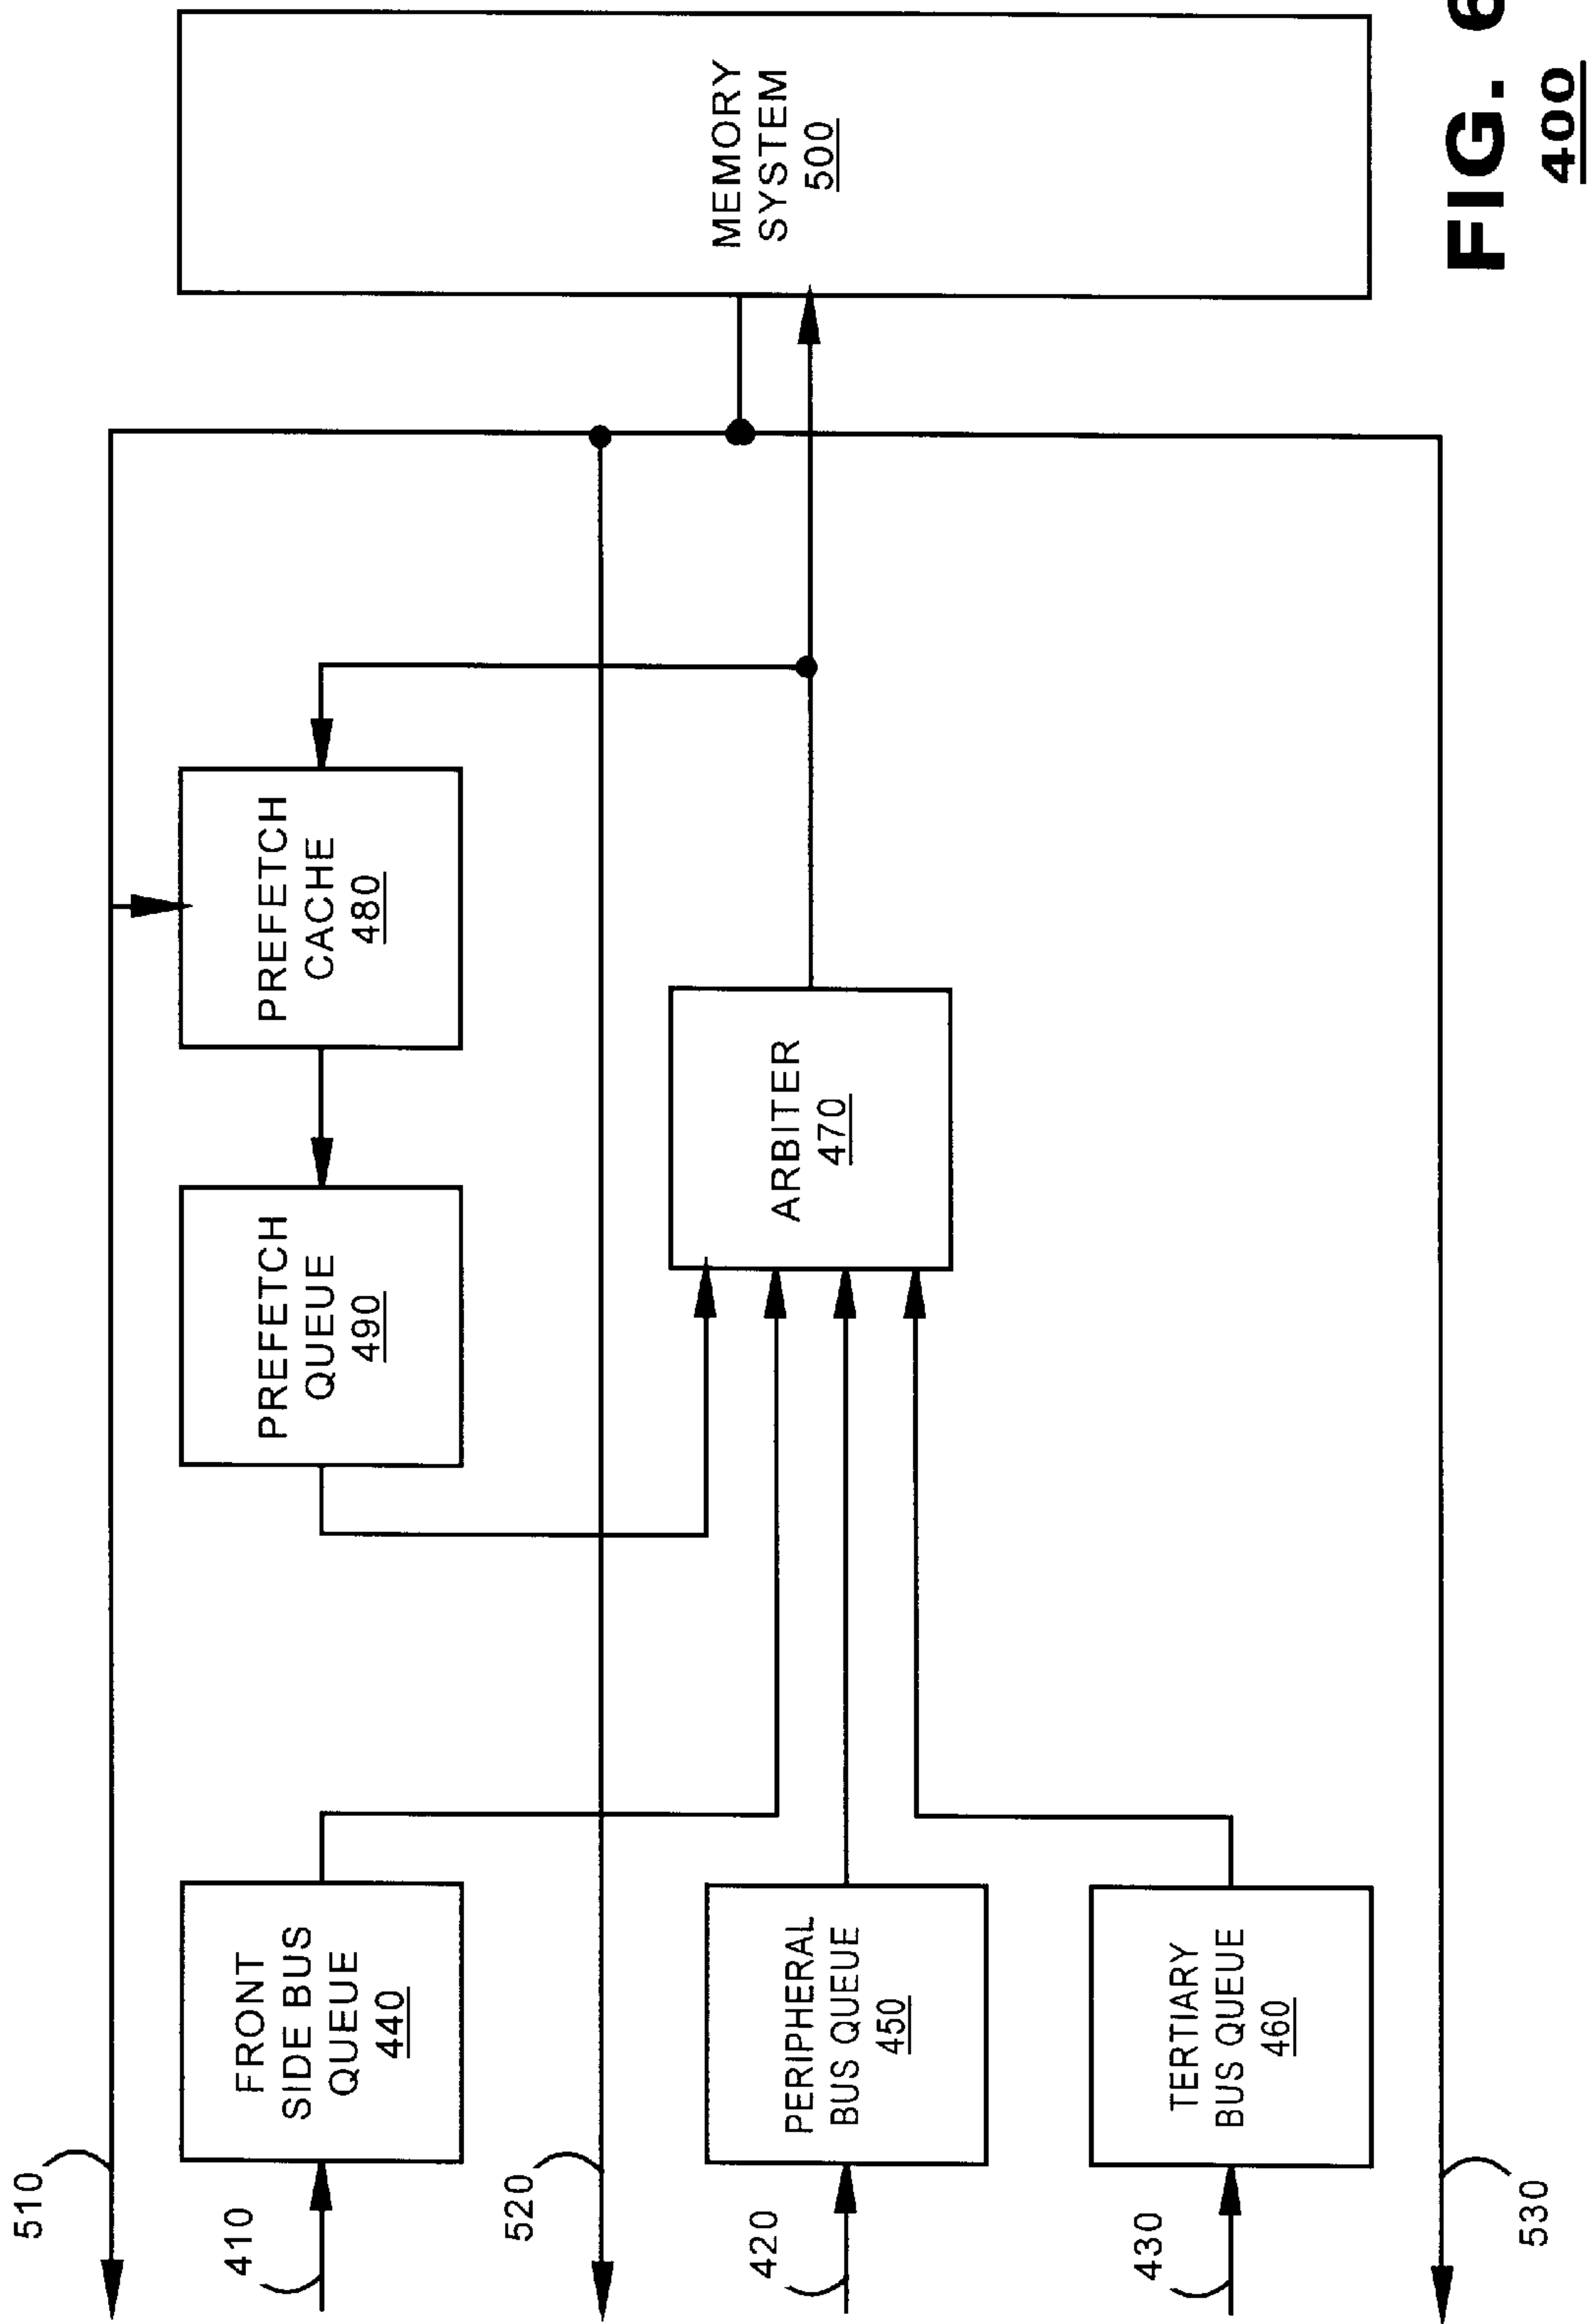 510
410
FRONT
SIDE BUS
QUEUE
440
PREFETCH
QUEUE
490
PREFETCH
CACHE
480
520
420
PERIPHERAL
BUS QUEUE
450
ARBITER
470
MEMORY
SYSTEM
500
430
TERTIARY
BUS QUEUE
460
530
FIG. 6
400